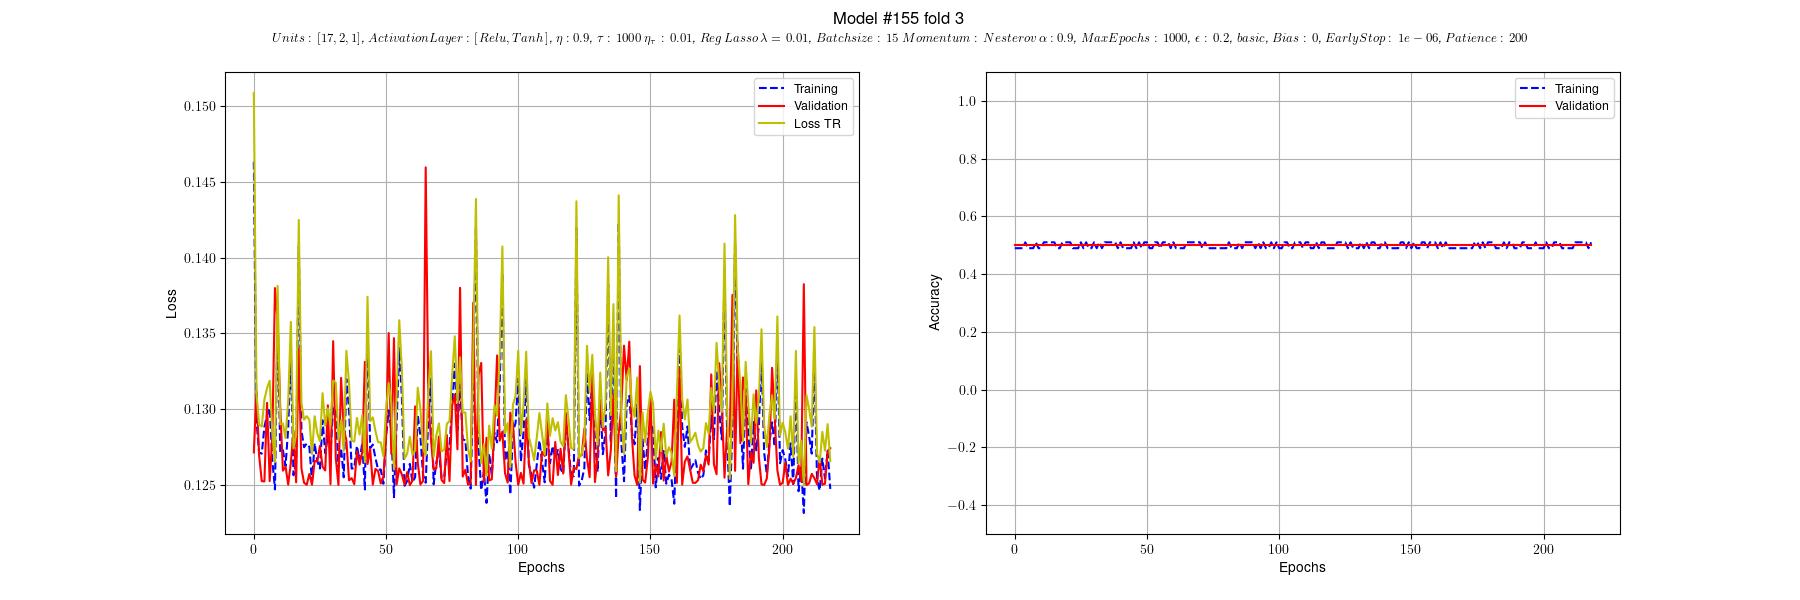 Model #155 fold 3
Units : [17, 2, 1], ActivationLayer : [Relu, Tanh], η : 0.9, τ : 1000 ητ : 0.01, Reg Lasso λ = 0.01, Batchsize : 15 Momentum : Nesterov α : 0.9, MaxEpochs : 1000, ϵ : 0.2, basic, Bias : 0, EarlyStop : 1e − 06, Patience : 200
Training
Validation
Loss TR
0.150
0.145
0.140
0.135
0.130
0.125
Loss
0
50
100
150
200
Epochs
Training
Validation
1.0
0.8
0.6
0.4
0.2
0.0
−0.2
−0.4
Accuracy
0
50
100
150
200
Epochs